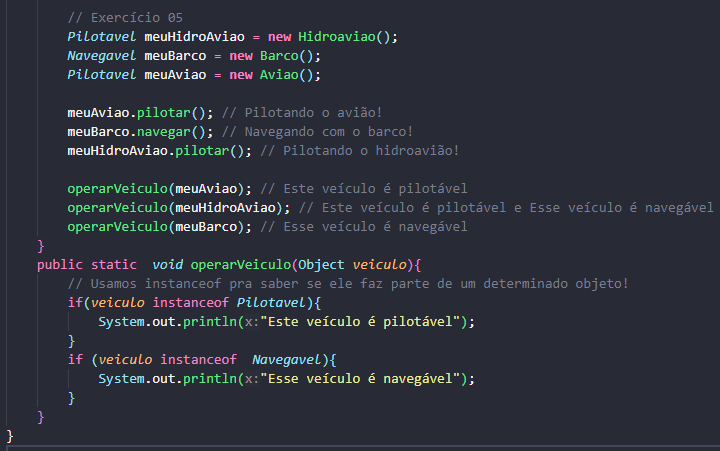 // Exercício 05
Pilotavel meuHidroAviao = new Hidroaviao();
Navegavel meuBarco = new Barco();
Pilotavel meuAviao = new Aviao();
meuAviao.pilotar(); // Pilotando o avião!
meuBarco.navegar(); // Navegando com o barco!
meuHidroAviao.pilotar(); // Pilotando o hidroavião!
operarVeiculo(meuAviao); // Este veículo é pilotável
operarVeiculo(meuHidroAviao); // Este veículo é pilotável e Esse veículo é navegável
operarVeiculo(meuBarco); // Esse veículo é navegável
}
public static  void operarVeiculo(Object veiculo){
// Usamos instanceof pra saber se ele faz parte de um determinado objeto!
if(veiculo instanceof Pilotavel){
System.out.println(x:"Este veículo é pilotável");
}
if (veiculo instanceof  Navegavel){
System.out.println(x:"Esse veículo é navegável");
}
}
}